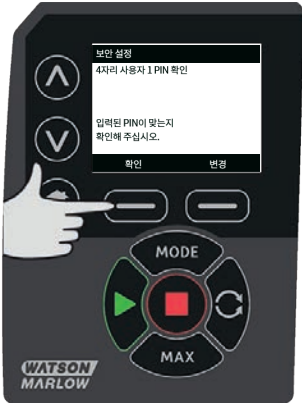 보안 설정
4자리 사용자 1 PIN 확인
입력된 PIN이 맞는지
확인해 주십시오.
확인 변경
MODE
MAX
WATSON
MARLOW